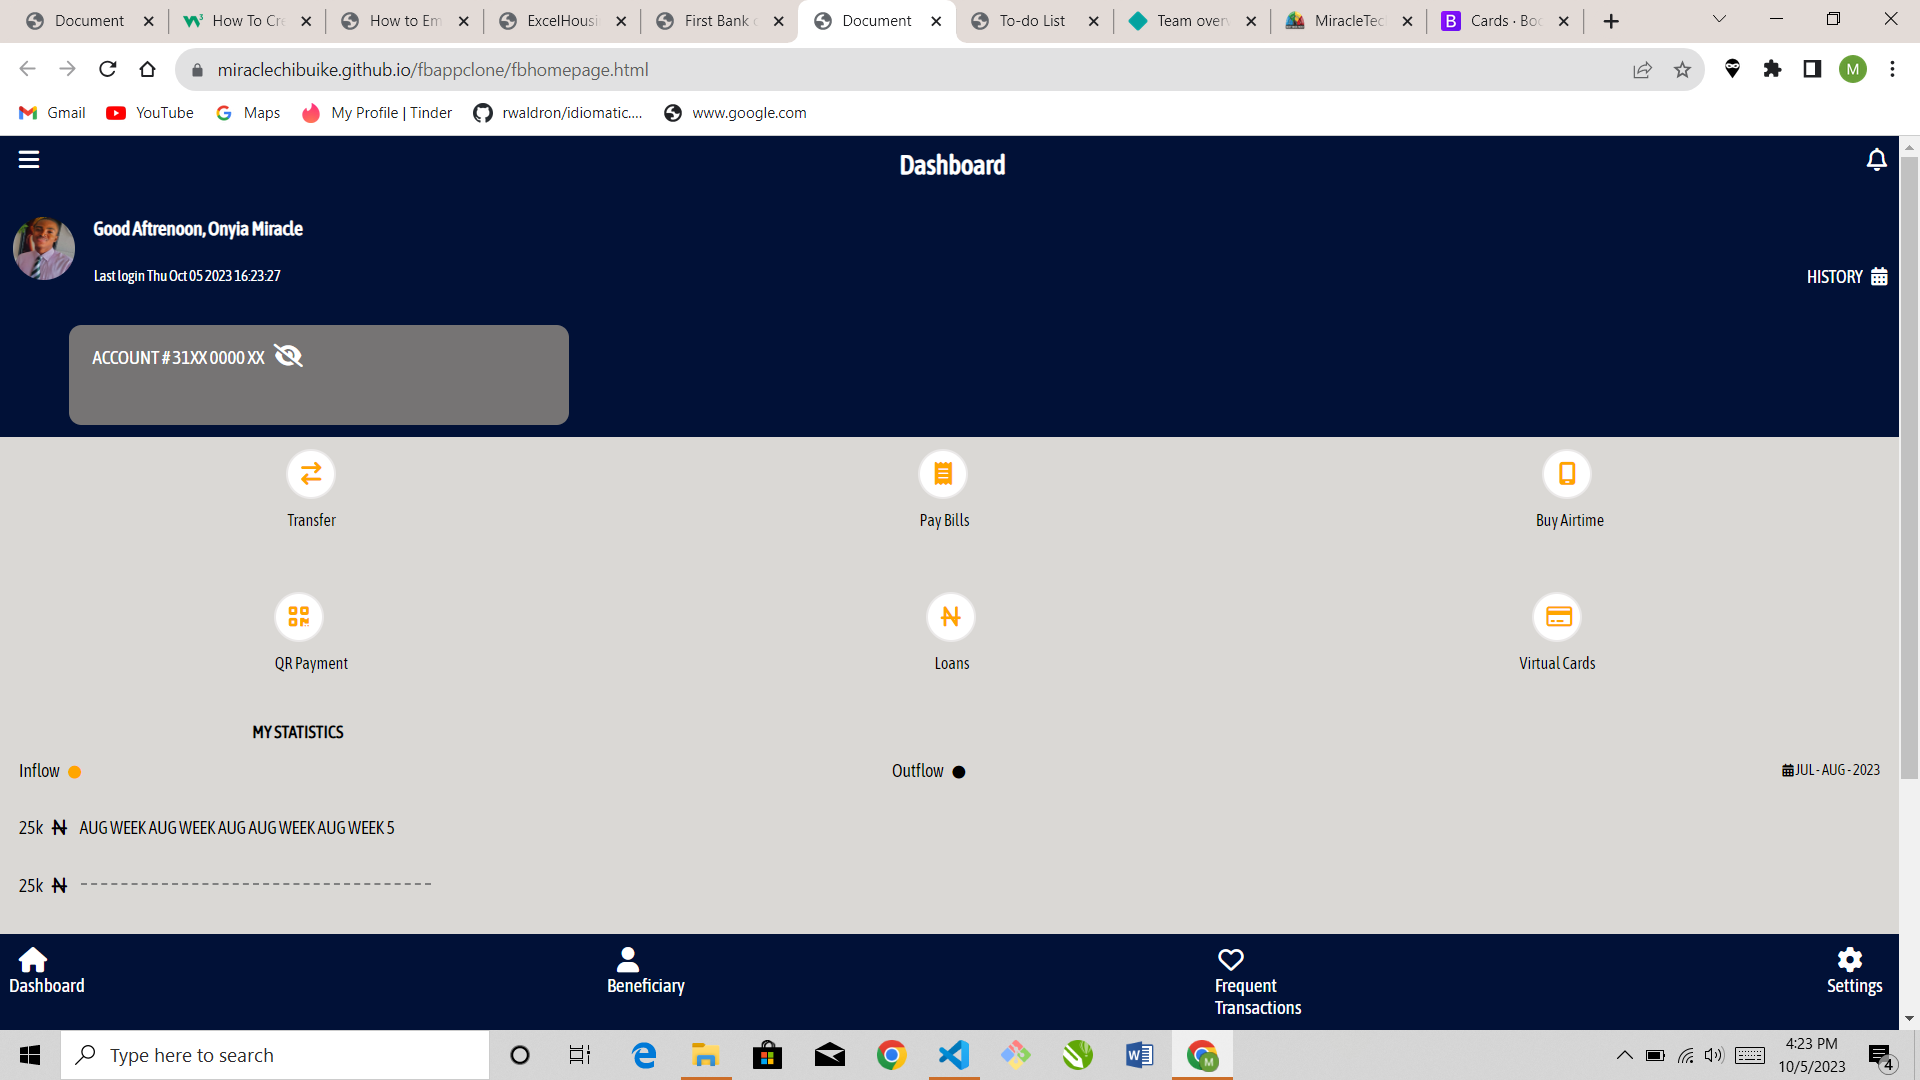 Document
How To Cre
How to Em
ExcelHousi
First Bank o
Document
To-do List
Team over
MiracleTec
Cards · Boo
miraclechibuike.github.io/fbappclone/fbhomepage.html
M
Gmail
YouTube
Maps
My Profile | Tinder
rwaldron/idiomatic....
www.google.com
Dashboard
Good Aftrenoon, Onyia Miracle
Last login Thu Oct 05 2023 16:23:27
HISTORY
ACCOUNT # 31XX 0000 XX
Transfer
Pay Bills
Buy Airtime
QR Payment
Loans
Virtual Cards
MY STATISTICS
Inflow
Outflow
JUL - AUG - 2023
25k ₦ AUG WEEK AUG WEEK AUG AUG WEEK AUG WEEK 5
25k ₦ -----------------------------------
Dashboard
Beneficiary
Frequent
Transactions
Settings
Type here to search
4:23 PM
10/5/2023
4